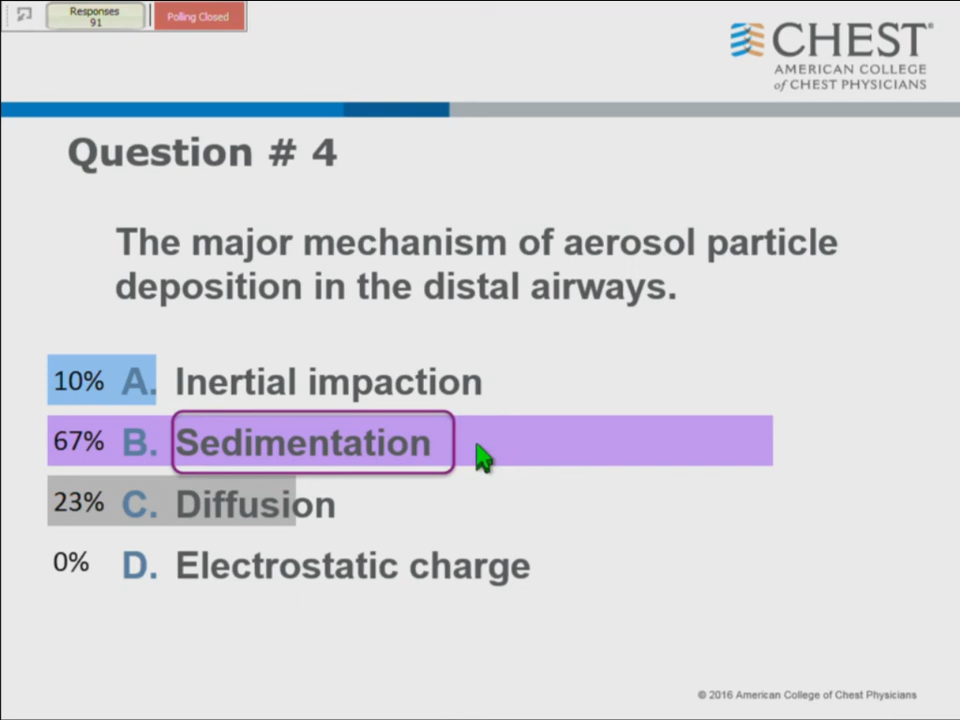 Responses
91
Polling Closed
CHEST®
AMERICAN COLLEGE
of CHEST PHYSICIANS
Question # 4
The major mechanism of aerosol particle
deposition in the distal airways.
10% A. Inertial impaction
67% B. Sedimentation
23% C. Diffusion
0% D. Electrostatic charge
© 2016 American College of Chest Physicians